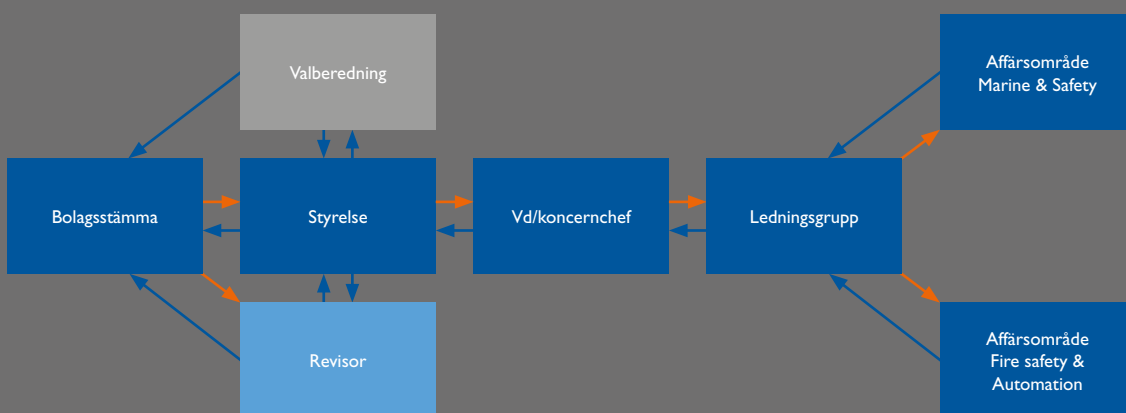 Valberedning
Affärsområde
Marine & Safety
Bolagsstämma
Styrelse
Vd/koncernchef
Ledningsgrupp
Revisor
Affärsområde
Fire safety &
Automation